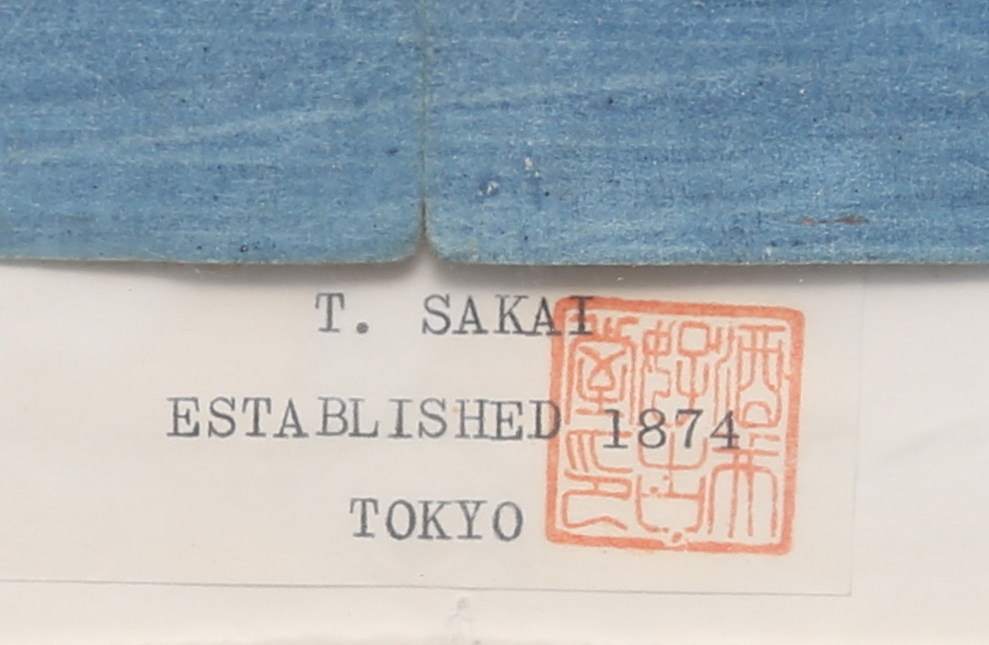 T. SAKAI
ESTABLISHED 1874
TOKYO